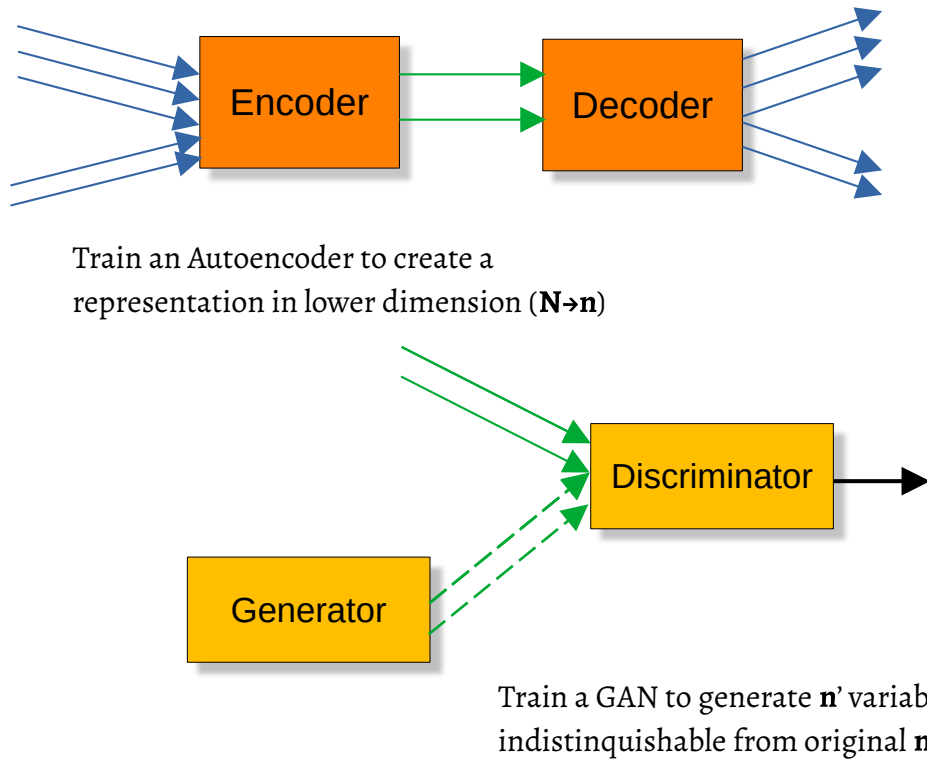 Encoder
Decoder
Train an Autoencoder to create a
representation in lower dimension (N→n)
Discriminator
Generator
Train a GAN to generate n’ variab
indistinquishable from original n